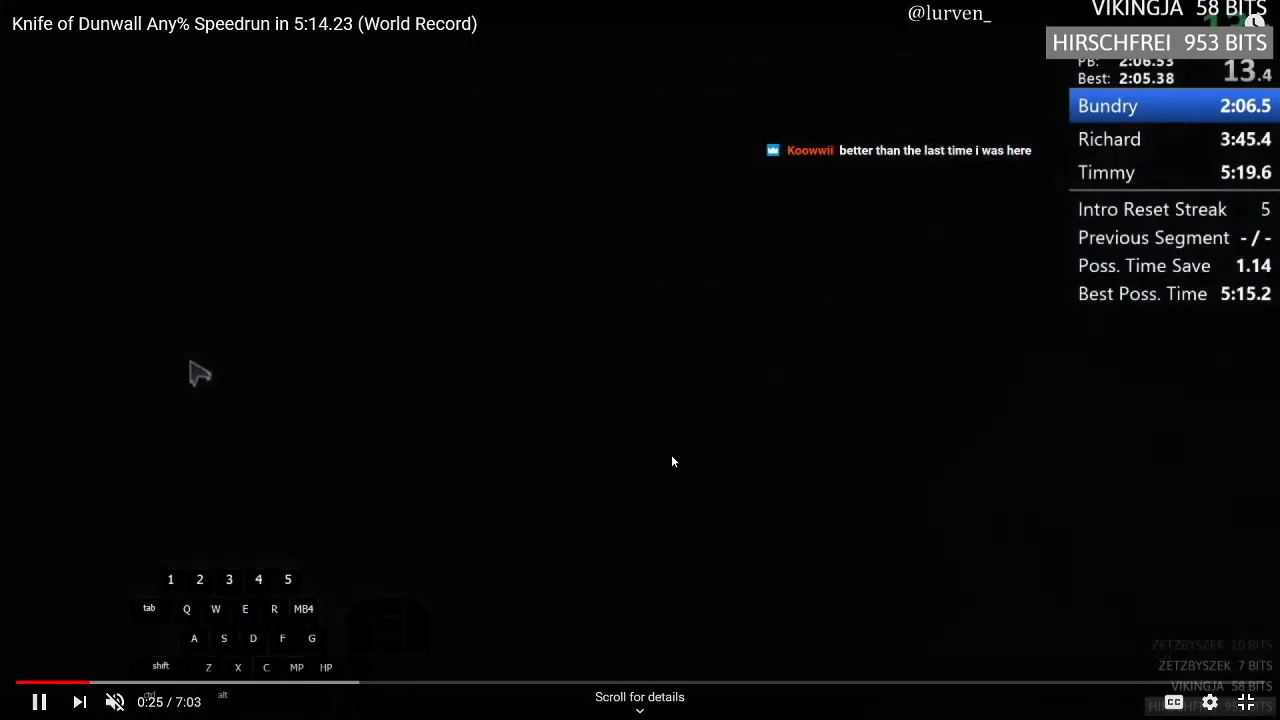 Knife of Dunwall Any% Speedrun in 5:14.23 (World Record)
@lurven_
VIKINGJA 58 BITS
HIRSCHFREI 953 BITS
PB: 2:06.53
Best: 2:05.38
13.4
Bundry 2:06.5
Richard 3:45.4
Timmy 5:19.6
Koowwii better than the last time i was here
Intro Reset Streak 5
Previous Segment - / -
Poss. Time Save 1.14
Best Poss. Time 5:15.2
1 2 3 4 5
tab Q W E R MB4
A S D F G
shift Z X C MP HP
ctrl alt
ZETZBYSZEK 10 BITS
ZETZBYSZEK 7 BITS
VIKINGJA 58 BITS
0:25 / 7:03
Scroll for details
CC